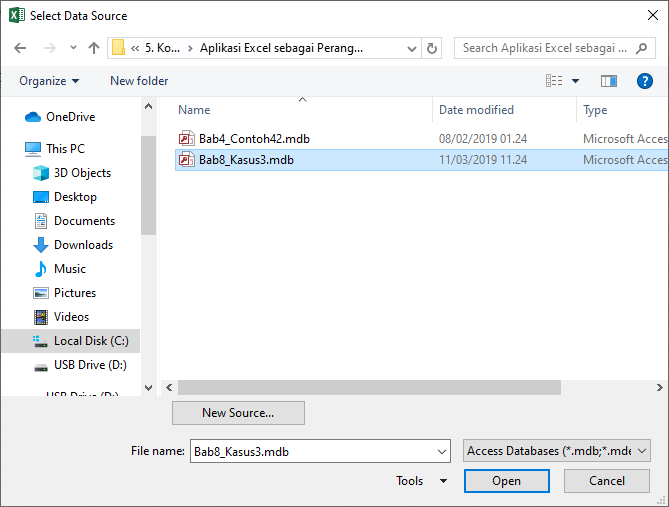 Select Data Source
« 5. Ko... › Aplikasi Excel sebagai Perang...
Search Aplikasi Excel sebagai ...
Organize
New folder
Name
Date modified
Type
OneDrive
This PC
3D Objects
Desktop
Documents
Downloads
Music
Pictures
Videos
Local Disk (C:)
USB Drive (D:)
USB Drive (D:)
Bab4_Contoh42.mdb 08/02/2019 01.24 Microsoft Acces
Bab8_Kasus3.mdb 11/03/2019 11.24 Microsoft Acces
New Source...
File name: Bab8_Kasus3.mdb
Access Databases (*.mdb;*.mde
Tools
Open
Cancel